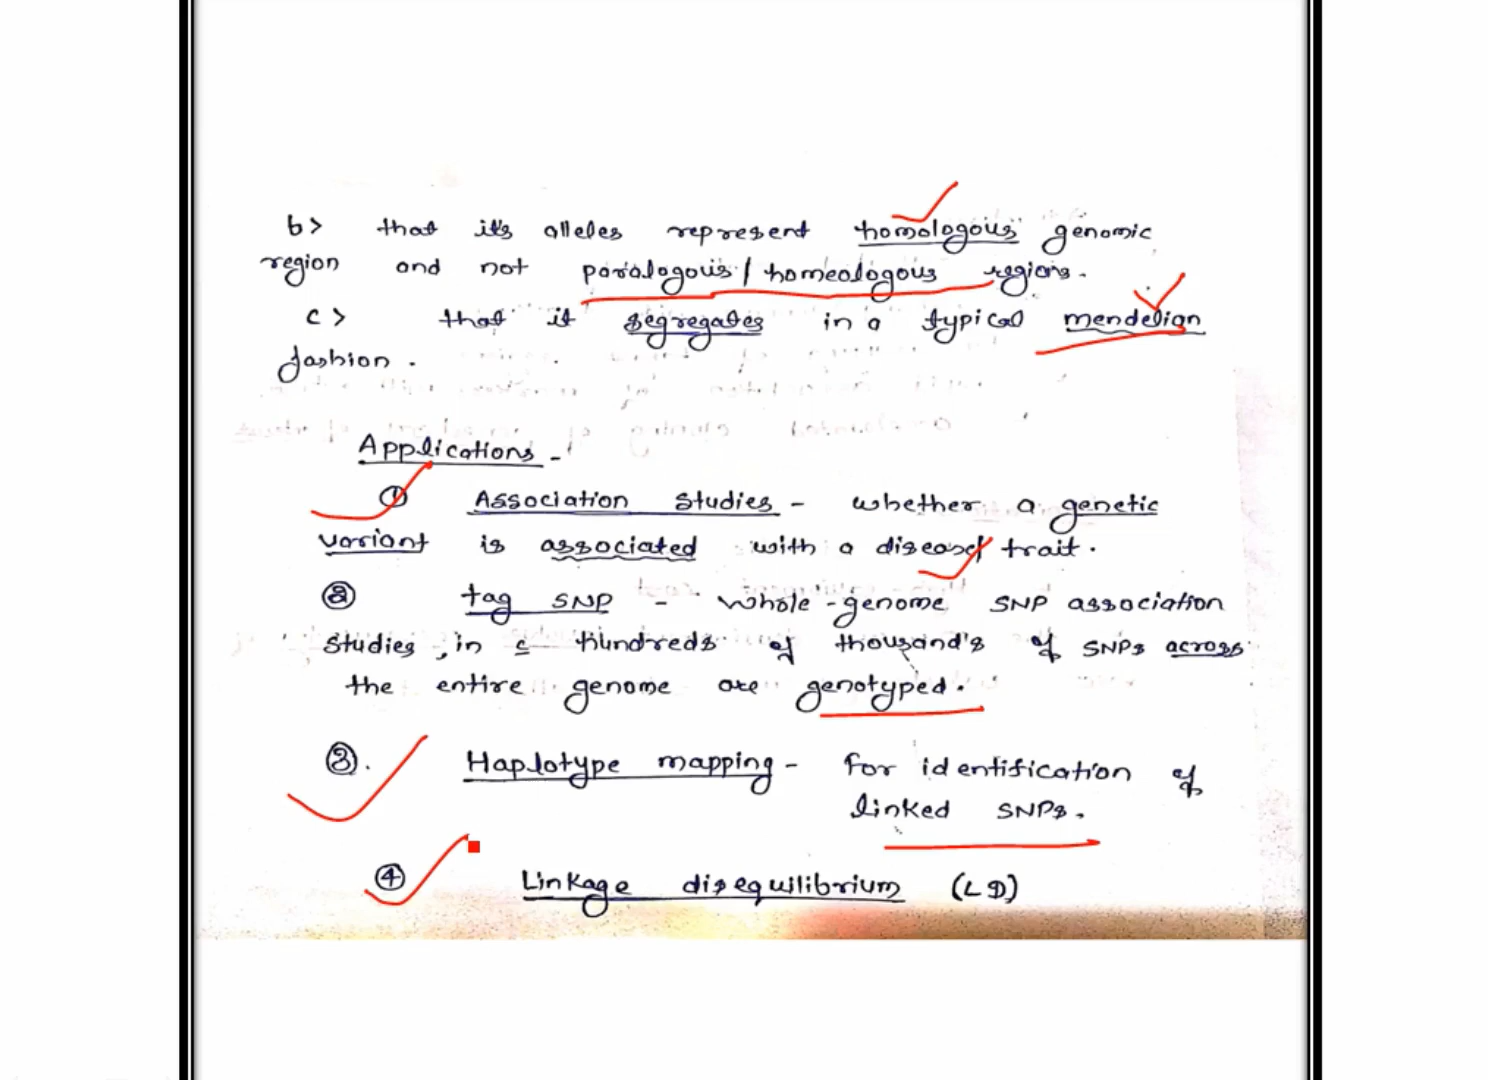 b> that it's alleles represent homologous genomic
region and not paralogous / homeologous regions.
c> that it segregates in a typical mendelian
fashion.
Applications -
① Association studies - whether a genetic
variant is associated with a disease/ trait.
② tag SNP - whole-genome SNP association
studies, in c hundreds of thousand's of SNPs across
the entire genome are genotyped.
③. Haplotype mapping - for identification of
linked SNPs.
④ Linkage disequilibrium (LD)